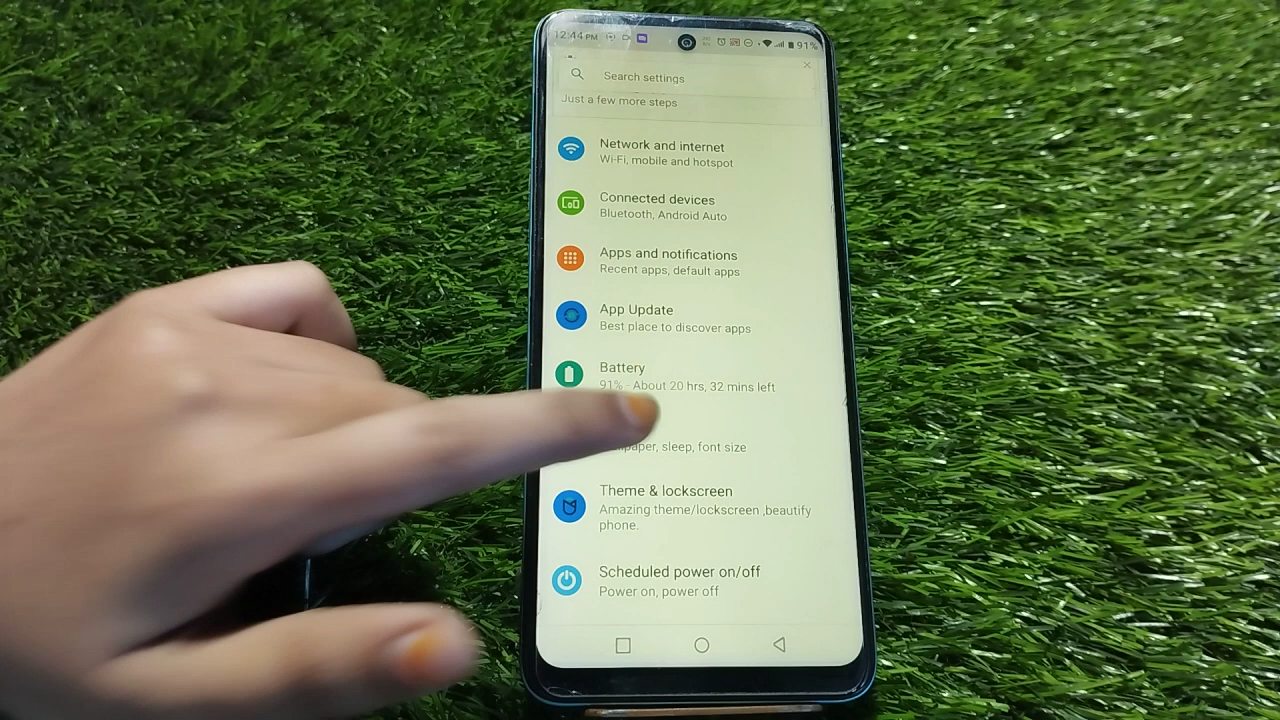 12:44 PM
91%
Search settings
Just a few more steps
Network and internet
Wi-Fi, mobile and hotspot
Connected devices
Bluetooth, Android Auto
Apps and notifications
Recent apps, default apps
App Update
Best place to discover apps
Battery
91% - About 20 hrs, 32 mins left
sleep, font size
Theme & lockscreen
Amazing theme/lockscreen ,beautify
phone.
Scheduled power on/off
Power on, power off